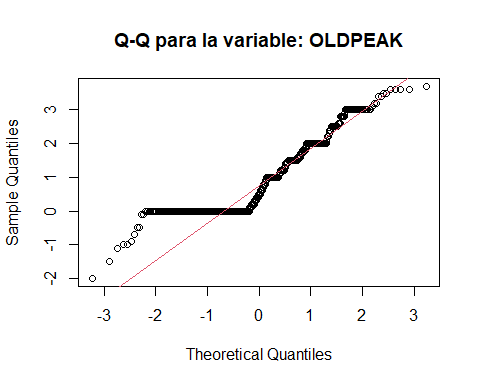 Q-Q para la variable: OLDPEAK
Sample Quantiles
3
2
1
0
-1
-2
-3 -2 -1 0 1 2 3
Theoretical Quantiles